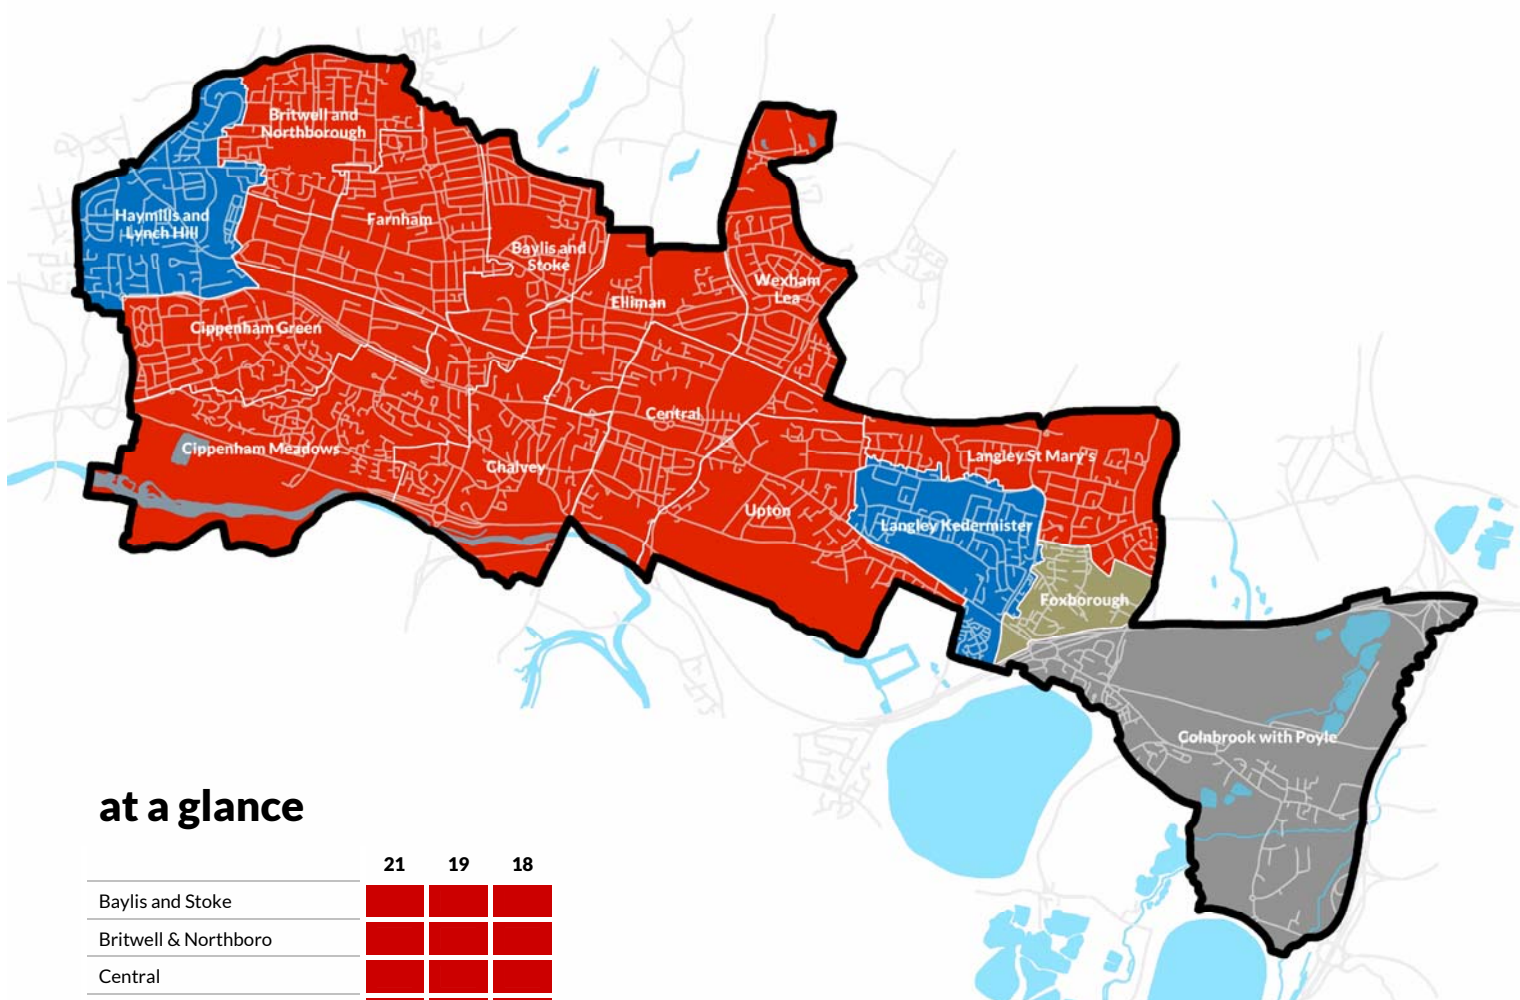 Britwell and
Northborough
Haymills and
Lynch Hill
Farnham
Baylis and
Stoke
Elliman
Wexham
Lea
Cippenham Green
Central
Cippenham Meadows
Chalvey
Langley St Mary's
Upton
Langley Kedermister
Foxborough
Colnbrook with Poyle
at a glance
21 19 18
Baylis and Stoke
Britwell & Northboro
Central